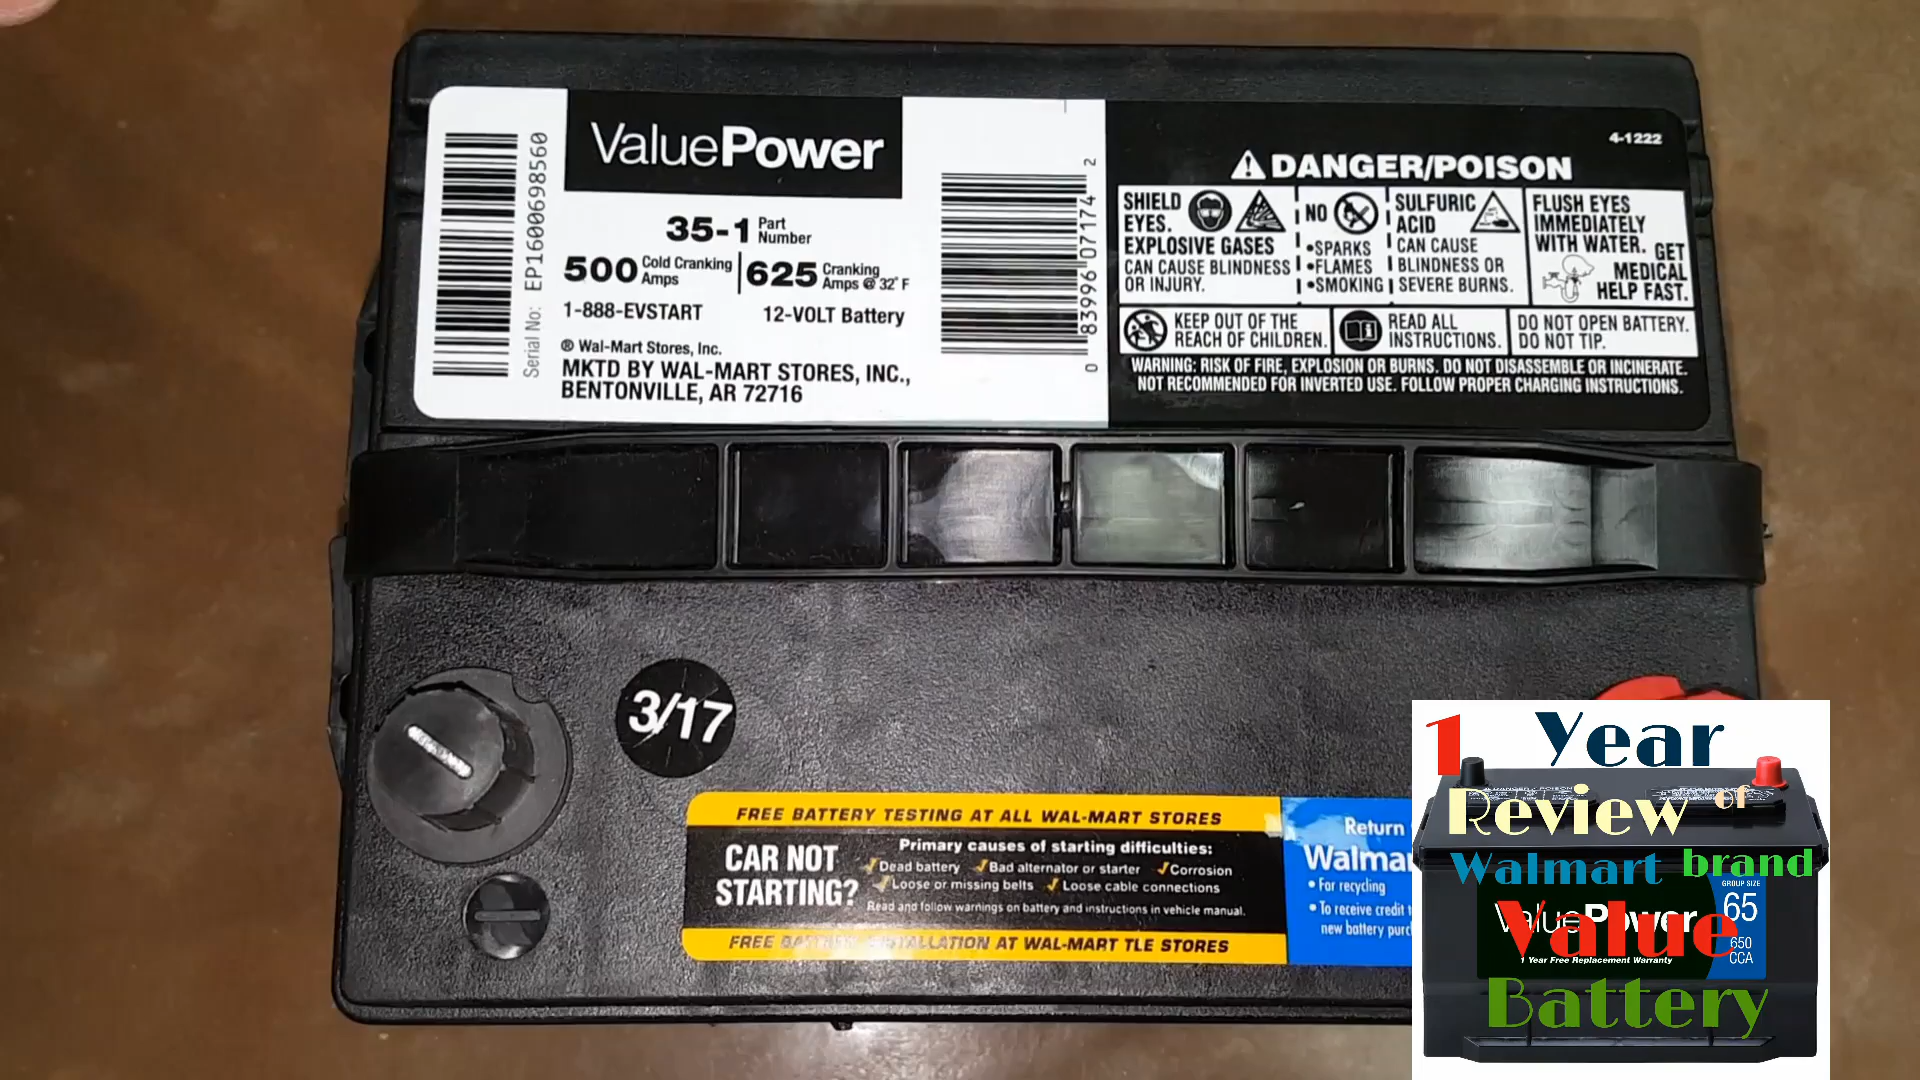 ValuePower
35-1 Part Number
500 Cold Cranking Amps
625 Cranking Amps @ 32° F
1-888-EVSTART 12-VOLT Battery
® Wal-Mart Stores, Inc.
MKTD BY WAL-MART STORES, INC.,
BENTONVILLE, AR 72716
Serial No: EP1600698560
0 83996 07174 2
4-1222
DANGER/POISON
SHIELD
EYES.
EXPLOSIVE GASES
CAN CAUSE BLINDNESS
OR INJURY.
NO
•SPARKS
•FLAMES
•SMOKING
SULFURIC
ACID
CAN CAUSE
BLINDNESS OR
SEVERE BURNS.
FLUSH EYES
IMMEDIATELY
WITH WATER. GET
MEDICAL
HELP FAST.
KEEP OUT OF THE
REACH OF CHILDREN.
READ ALL
INSTRUCTIONS.
DO NOT OPEN BATTERY.
DO NOT TIP.
WARNING: RISK OF FIRE, EXPLOSION OR BURNS. DO NOT DISASSEMBLE OR INCINERATE.
NOT RECOMMENDED FOR INVERTED USE. FOLLOW PROPER CHARGING INSTRUCTIONS.
3/17
FREE BATTERY TESTING AT ALL WAL-MART STORES
CAR NOT
STARTING?
Primary causes of starting difficulties:
Dead battery Bad alternator or starter Corrosion
Loose or missing belts Loose cable connections
Read and follow warnings on battery and instructions in vehicle manual.
FREE BATTERY INSTALLATION AT WAL-MART TLE STORES
Return
Walmar
• For recycling
• To receive credit
new battery purc
1 Year
Review of
Walmart brand
Value
Battery
ValuePower
GROUP SIZE
65
650
CCA
1 Year Free Replacement Warranty